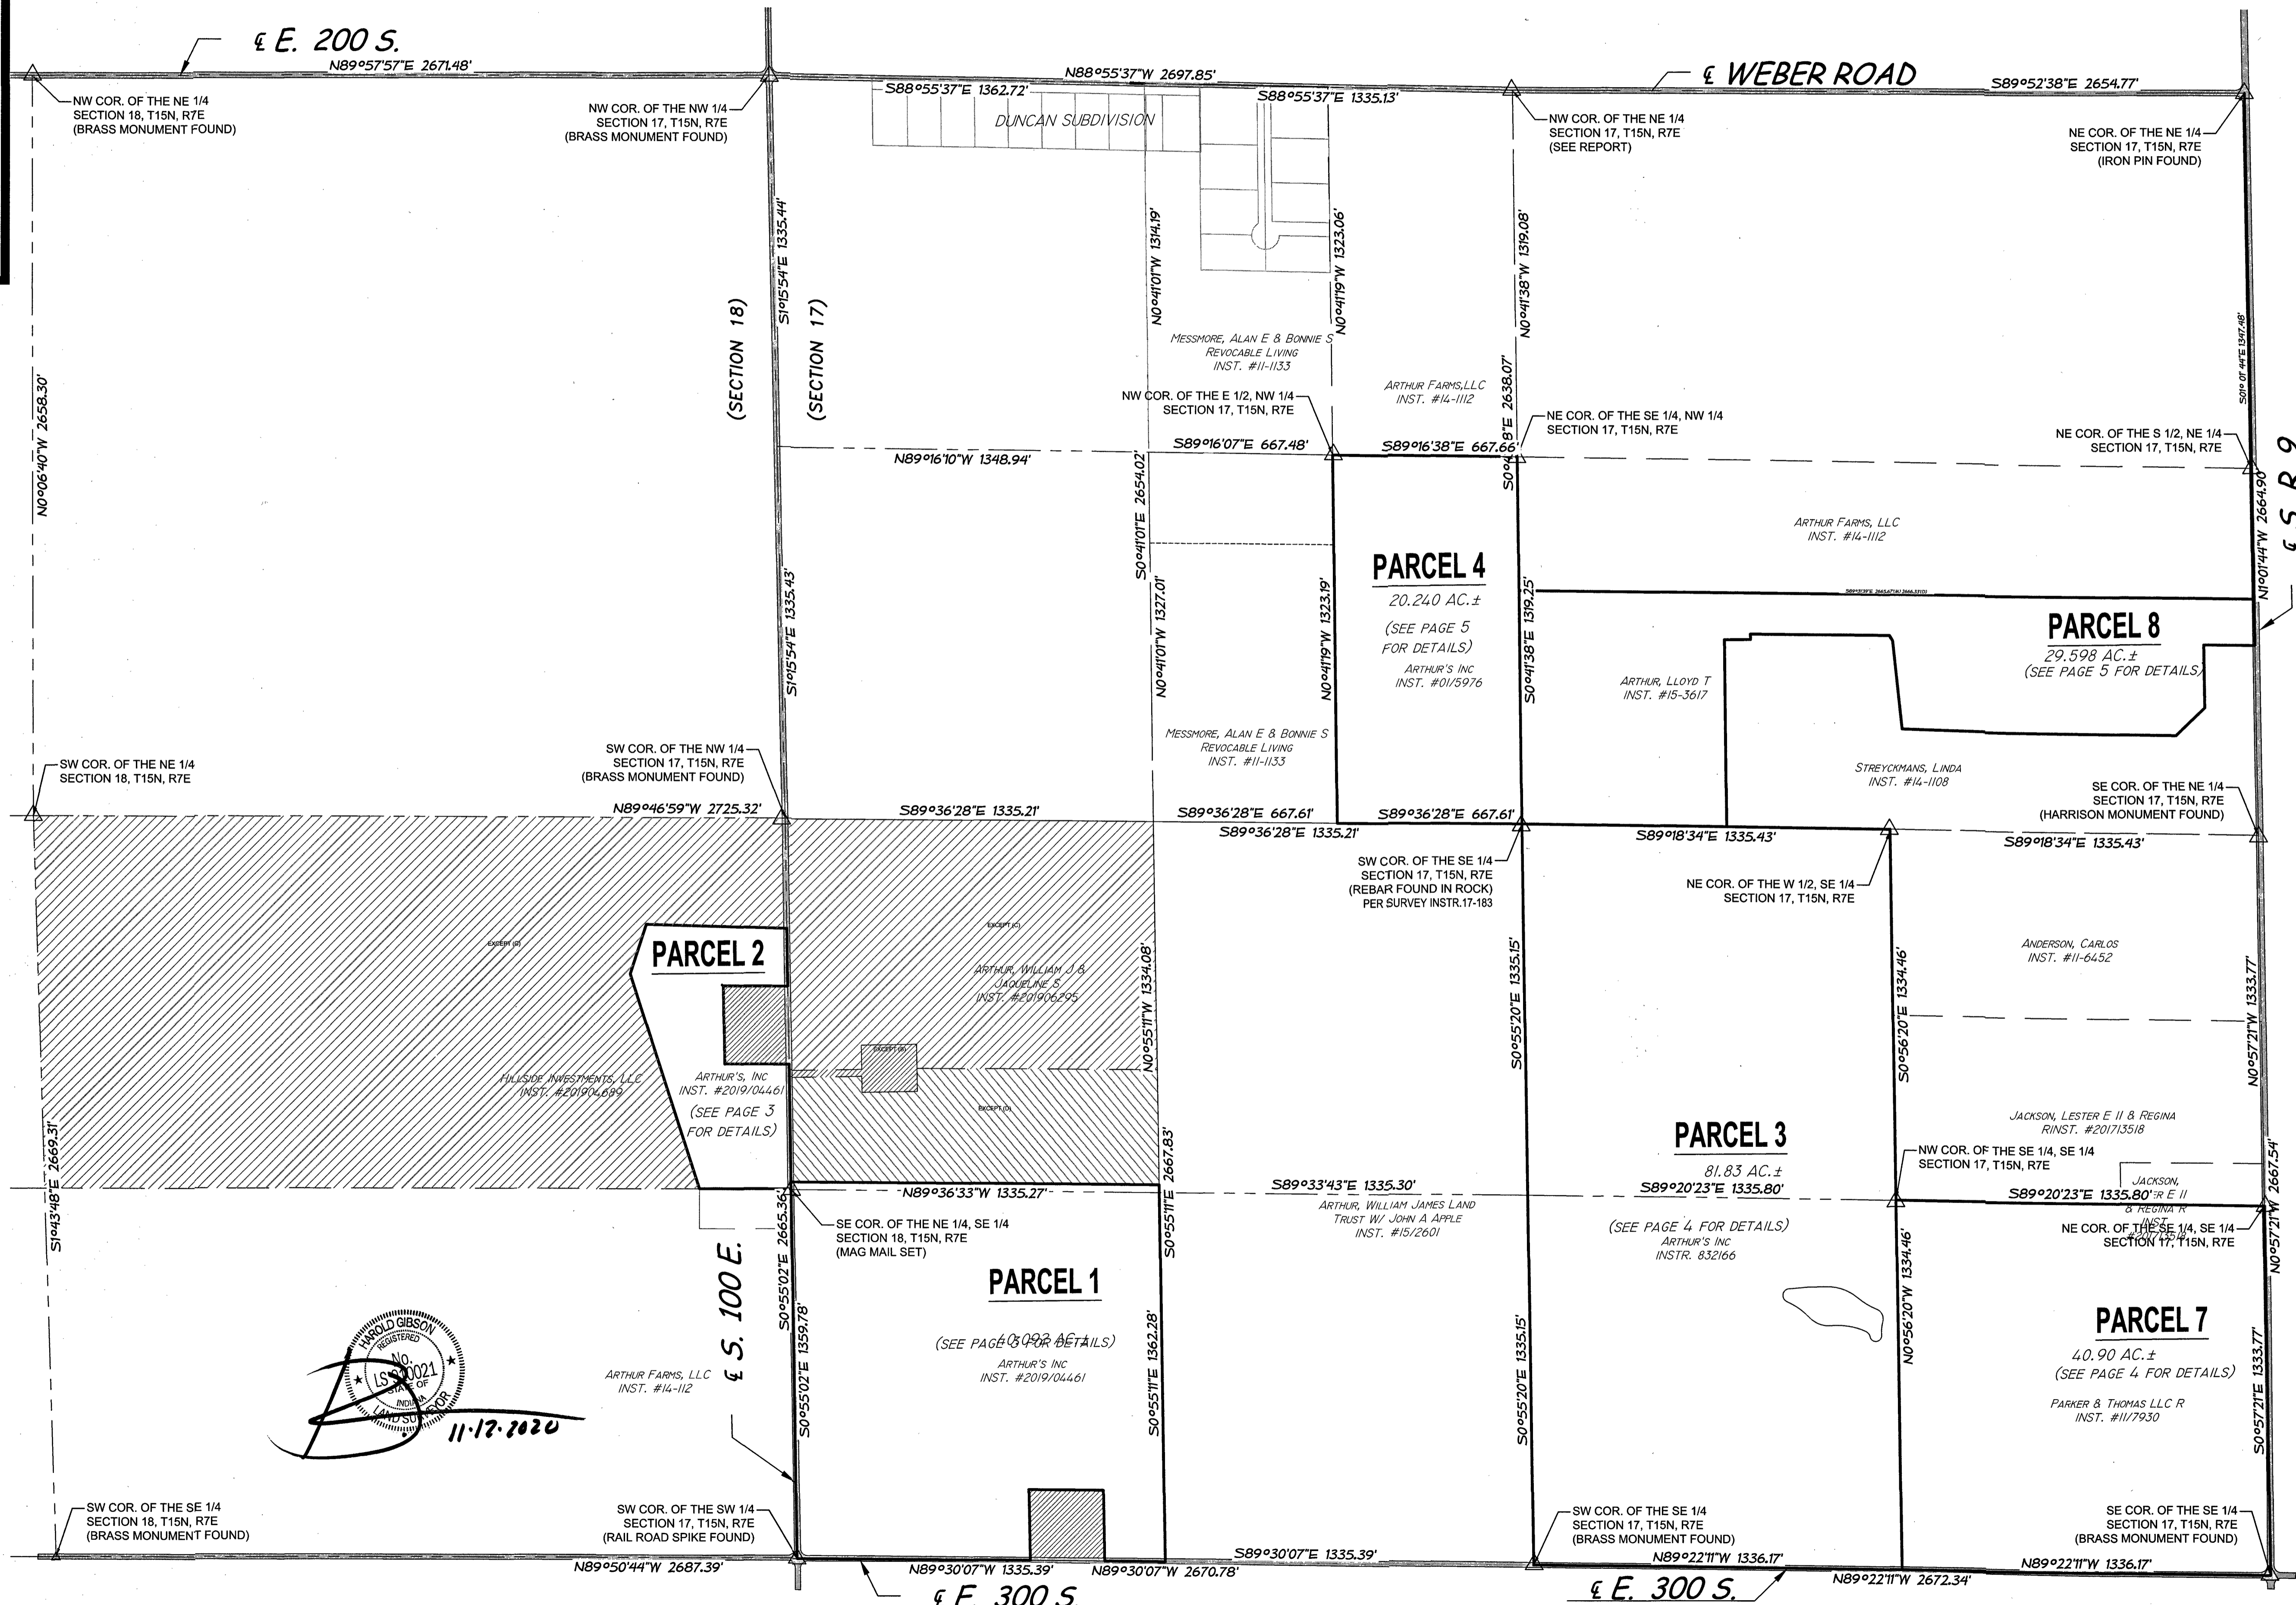 ℄ E. 200 S.
N89°57'57"E 2671.48'
N88°55'37"W 2697.85'
S88°55'37"E 1362.72'
S88°55'37"E 1335.13'
℄ WEBER ROAD
S89°52'38"E 2654.77'
NW COR. OF THE NE 1/4
SECTION 18, T15N, R7E
(BRASS MONUMENT FOUND)
NW COR. OF THE NW 1/4
SECTION 17, T15N, R7E
(BRASS MONUMENT FOUND)
DUNCAN SUBDIVISION
NW COR. OF THE NE 1/4
SECTION 17, T15N, R7E
(SEE REPORT)
NE COR. OF THE NE 1/4
SECTION 17, T15N, R7E
(IRON PIN FOUND)
N0°06'40"W 2658.30'
(SECTION 18)
S1°15'54"E 1335.44'
(SECTION 17)
N0°41'01"W 1314.19'
N0°41'19"W 1323.06'
N0°41'38"W 1319.08'
S01° 01' 44"E 1347.48'
MESSMORE, ALAN E & BONNIE S
REVOCABLE LIVING
INST. #11-1133
ARTHUR FARMS,LLC
INST. #14-1112
2638.07'
NW COR. OF THE E 1/2, NW 1/4
SECTION 17, T15N, R7E
NE COR. OF THE SE 1/4, NW 1/4
SECTION 17, T15N, R7E
NE COR. OF THE S 1/2, NE 1/4
SECTION 17, T15N, R7E
N89°16'10"W 1348.94'
S89°16'07"E 667.48'
S89°16'38"E 667.66'
℄ S R 9
N1°01'44"W 2664.90'
S0°41'01"E 2654.02'
ARTHUR FARMS, LLC
INST. #14-1112
S1°15'54"E 1335.43'
N0°41'01"W 1327.01'
N0°41'19"W 1323.19'
PARCEL 4
20.240 AC.±
(SEE PAGE 5
FOR DETAILS)
ARTHUR'S INC
INST. #01/5976
S0°41'38"E 1319.25'
PARCEL 8
29.598 AC.±
(SEE PAGE 5 FOR DETAILS)
ARTHUR, LLOYD T
INST. #15-3617
MESSMORE, ALAN E & BONNIE S
REVOCABLE LIVING
INST. #11-1133
STREYCKMANS, LINDA
INST. #14-1108
SW COR. OF THE NE 1/4
SECTION 18, T15N, R7E
SW COR. OF THE NW 1/4
SECTION 17, T15N, R7E
(BRASS MONUMENT FOUND)
SE COR. OF THE NE 1/4
SECTION 17, T15N, R7E
(HARRISON MONUMENT FOUND)
N89°46'59"W 2725.32'
S89°36'28"E 1335.21'
S89°36'28"E 667.61'
S89°36'28"E 667.61'
S89°36'28"E 1335.21'
S89°18'34"E 1335.43'
S89°18'34"E 1335.43'
SW COR. OF THE SE 1/4
SECTION 17, T15N, R7E
(REBAR FOUND IN ROCK)
PER SURVEY INSTR.17-183
NE COR. OF THE W 1/2, SE 1/4
SECTION 17, T15N, R7E
EXCEPT (C)
PARCEL 2
ARTHUR, WILLIAM J &
JAQUELINE S
INST. #201906295
N0°55'11"W 1334.08'
S0°55'20"E 1335.15'
S0°56'20"E 1334.46'
ANDERSON, CARLOS
INST. #11-6452
N0°57'21"W 1333.77'
HILLSIDE INVESTMENTS, LLC
INST. #201904689
ARTHUR'S, INC
INST. #2019/04461
(SEE PAGE 3
FOR DETAILS)
EXCEPT (D)
JACKSON, LESTER E II & REGINA
RINST. #201713518
PARCEL 3
81.83 AC.±
S89°20'23"E 1335.80'
(SEE PAGE 4 FOR DETAILS)
ARTHUR'S INC
INSTR. 832166
NW COR. OF THE SE 1/4, SE 1/4
SECTION 17, T15N, R7E
JACKSON,
S89°20'23"E 1335.80'
& REGINA R
INST.
NE COR. OF THE SE 1/4, SE 1/4
SECTION 17, T15N, R7E
N0°57'21"W 2667.54'
S1°43'48"E 2669.31'
N89°36'33"W 1335.27'
S0°55'11"E 2667.83'
S89°33'43"E 1335.30'
ARTHUR, WILLIAM JAMES LAND
TRUST W/ JOHN A APPLE
INST. #15/2601
SE COR. OF THE NE 1/4, SE 1/4
SECTION 18, T15N, R7E
(MAG MAIL SET)
S0°55'02"E 2665.36'
℄ S. 100 E.
PARCEL 1
40.092 AC.±
(SEE PAGE 3 FOR DETAILS)
ARTHUR'S INC
INST. #2019/04461
S0°55'02"E 1359.78'
S0°55'11"E 1362.28'
S0°55'20"E 1335.15'
N0°56'20"W 1334.46'
PARCEL 7
40.90 AC.±
(SEE PAGE 4 FOR DETAILS)
PARKER & THOMAS LLC R
INST. #11/7930
S0°57'21"E 1333.77'
HAROLD GIBSON
REGISTERED
No.
STATE OF
INDIANA
LAND SURVEYOR
11·17·2020
ARTHUR FARMS, LLC
INST. #14-112
SW COR. OF THE SE 1/4
SECTION 18, T15N, R7E
(BRASS MONUMENT FOUND)
SW COR. OF THE SW 1/4
SECTION 17, T15N, R7E
(RAIL ROAD SPIKE FOUND)
SW COR. OF THE SE 1/4
SECTION 17, T15N, R7E
(BRASS MONUMENT FOUND)
SE COR. OF THE SE 1/4
SECTION 17, T15N, R7E
(BRASS MONUMENT FOUND)
N89°50'44"W 2687.39'
N89°30'07"W 1335.39'
N89°30'07"W 2670.78'
S89°30'07"E 1335.39'
N89°22'11"W 1336.17'
N89°22'11"W 2672.34'
N89°22'11"W 1336.17'
℄ E. 300 S.
℄ E. 300 S.